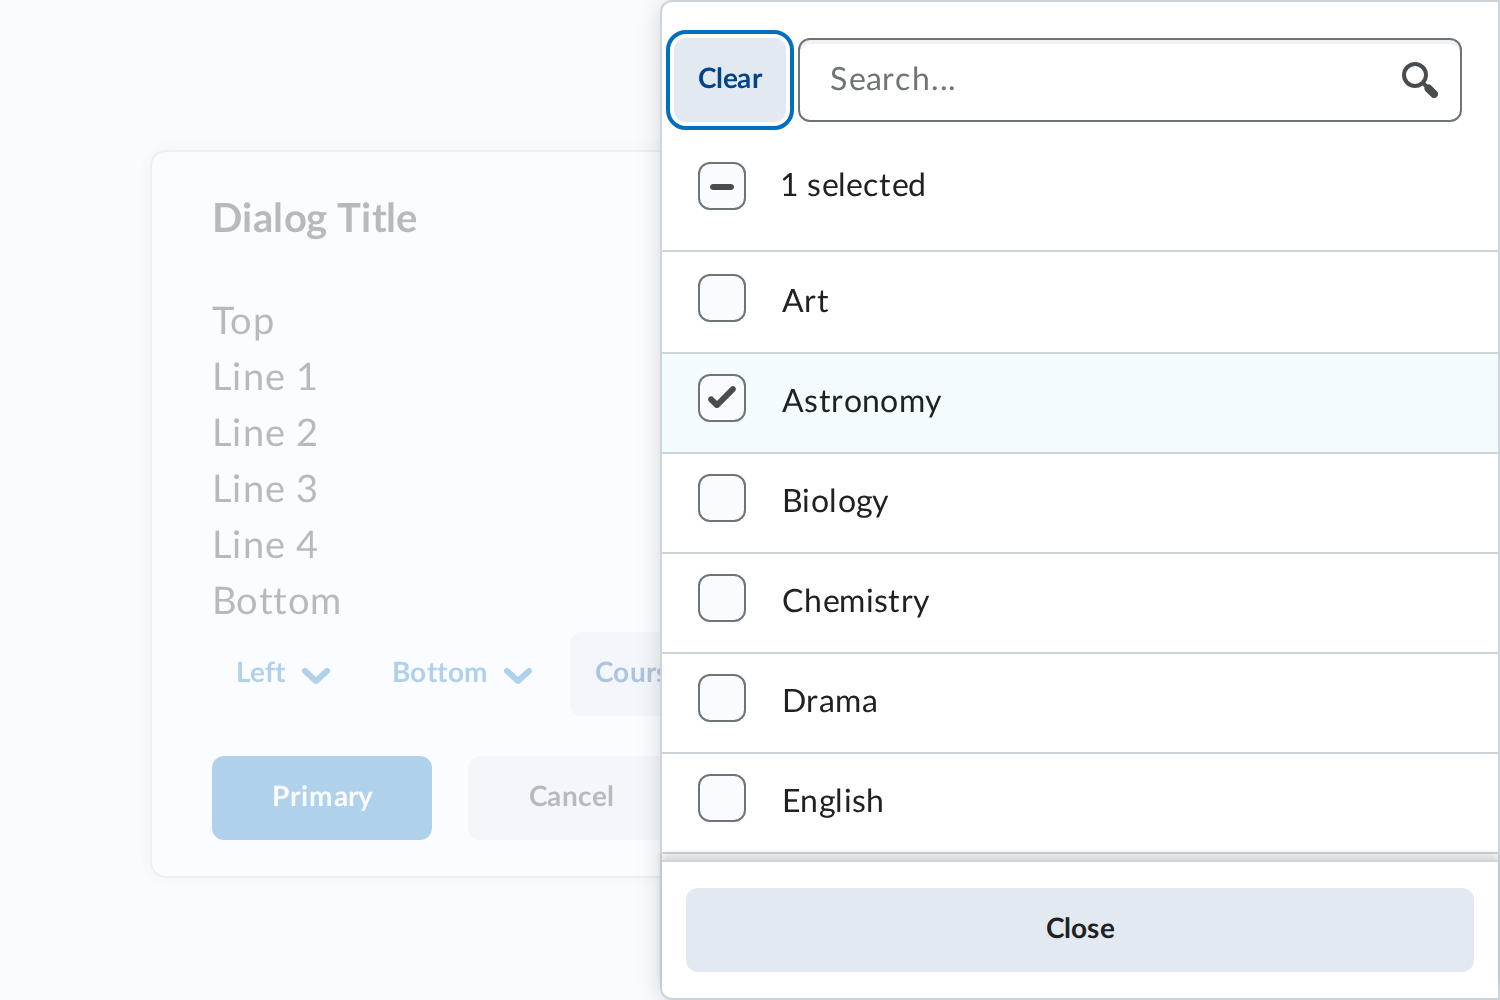 Dialog Title
Top
Line 1
Line 2
Line 3
Line 4
Bottom
Left
Bottom
Primary
Cancel
Clear
Search...
1 selected
Art
Astronomy
Biology
Chemistry
Drama
English
Close